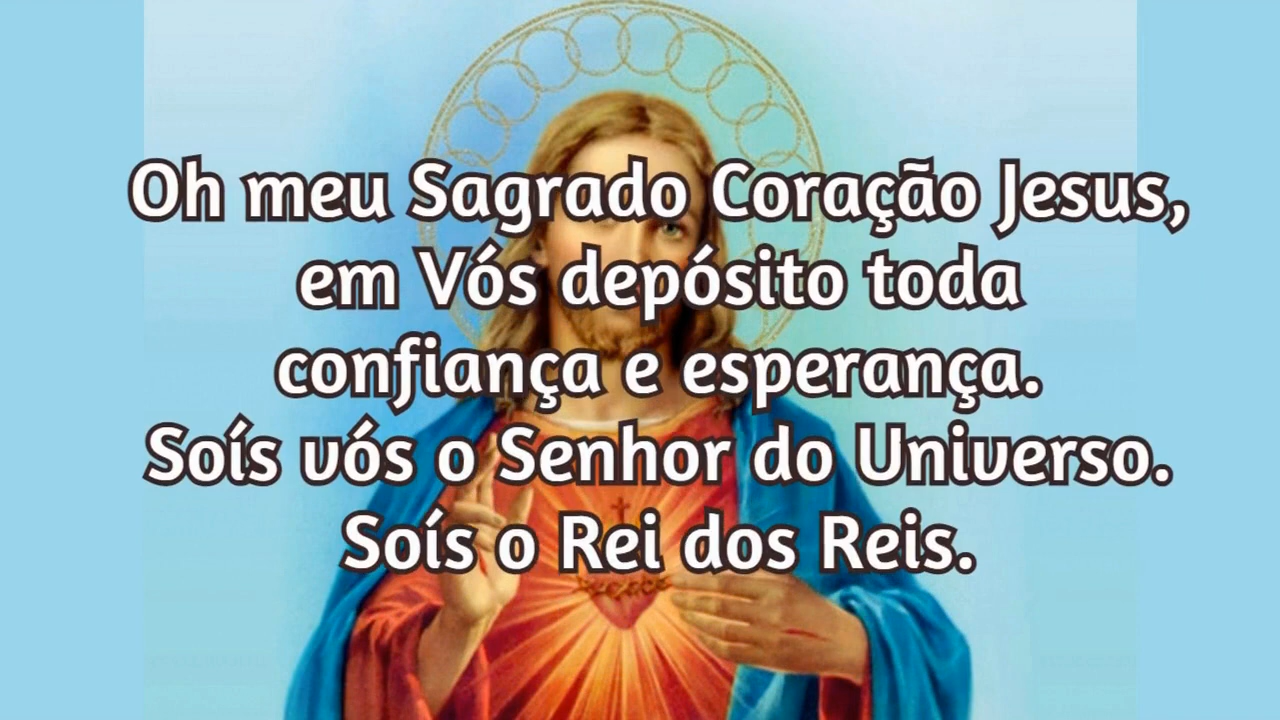 Oh meu Sagrado Coração Jesus,
em Vós depósito toda
confiança e esperança.
Soís vós o Senhor do Universo.
Soís o Rei dos Reis.